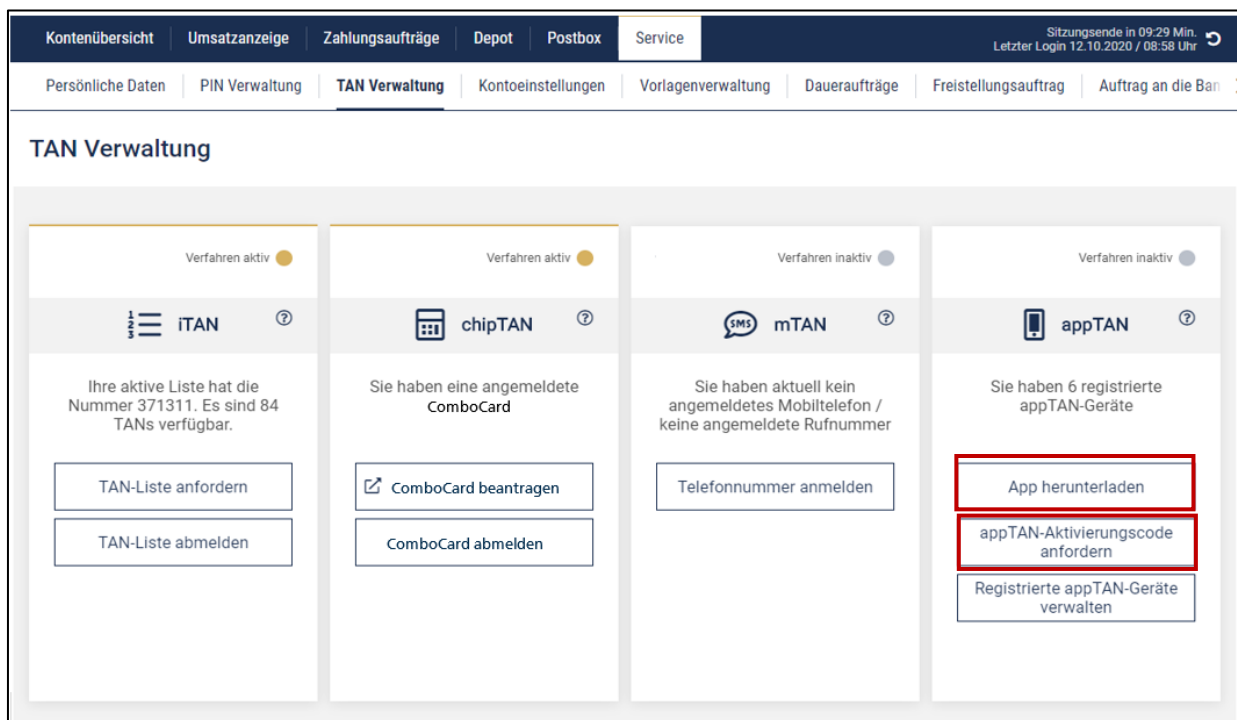 Kontenübersicht Umsatzanzeige Zahlungsaufträge Depot Postbox Service
Sitzungsende in 09:29 Min.
Letzter Login 12.10.2020 / 08:58 Uhr
Persönliche Daten PIN Verwaltung TAN Verwaltung Kontoeinstellungen Vorlagenverwaltung Daueraufträge Freistellungsauftrag Auftrag an die Ban
TAN Verwaltung
Verfahren aktiv
1 2 3 iTAN ?
Ihre aktive Liste hat die
Nummer 371311. Es sind 84
TANs verfügbar.
TAN-Liste anfordern
TAN-Liste abmelden
Verfahren aktiv
chipTAN ?
Sie haben eine angemeldete
ComboCard
ComboCard beantragen
ComboCard abmelden
Verfahren inaktiv
SMS mTAN ?
Sie haben aktuell kein
angemeldetes Mobiltelefon /
keine angemeldete Rufnummer
Telefonnummer anmelden
Verfahren inaktiv
appTAN ?
Sie haben 6 registrierte
appTAN-Geräte
App herunterladen
appTAN-Aktivierungscode
anfordern
Registrierte appTAN-Geräte
verwalten